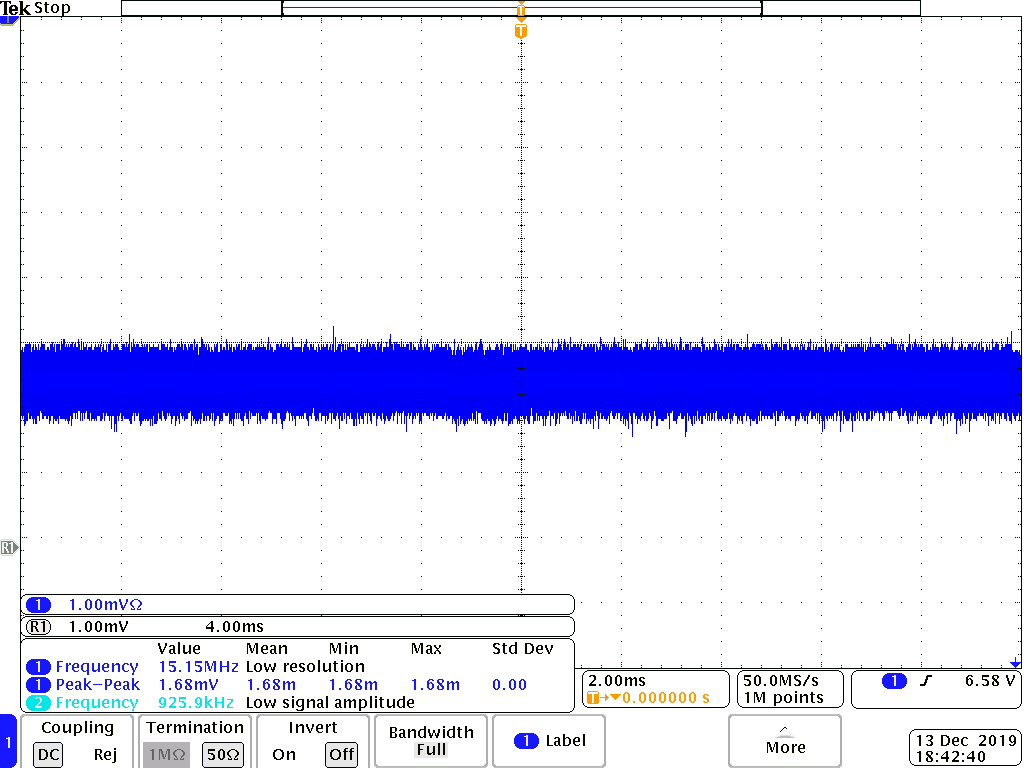 Tek Stop
T
T
1
R1
1 1.00mVΩ
R1 1.00mV 4.00ms
Value Mean Min Max Std Dev
1 Frequency 15.15MHz Low resolution
1 Peak-Peak 1.68mV 1.68m 1.68m 1.68m 0.00
2 Frequency 925.9kHz Low signal amplitude
2.00ms
T→▼0.000000 s
50.0MS/s
1M points
1 6.58 V
1
Coupling
DC Rej
Termination
1MΩ 50Ω
Invert
On Off
Bandwidth
Full
1 Label
More
13 Dec 2019
18:42:40